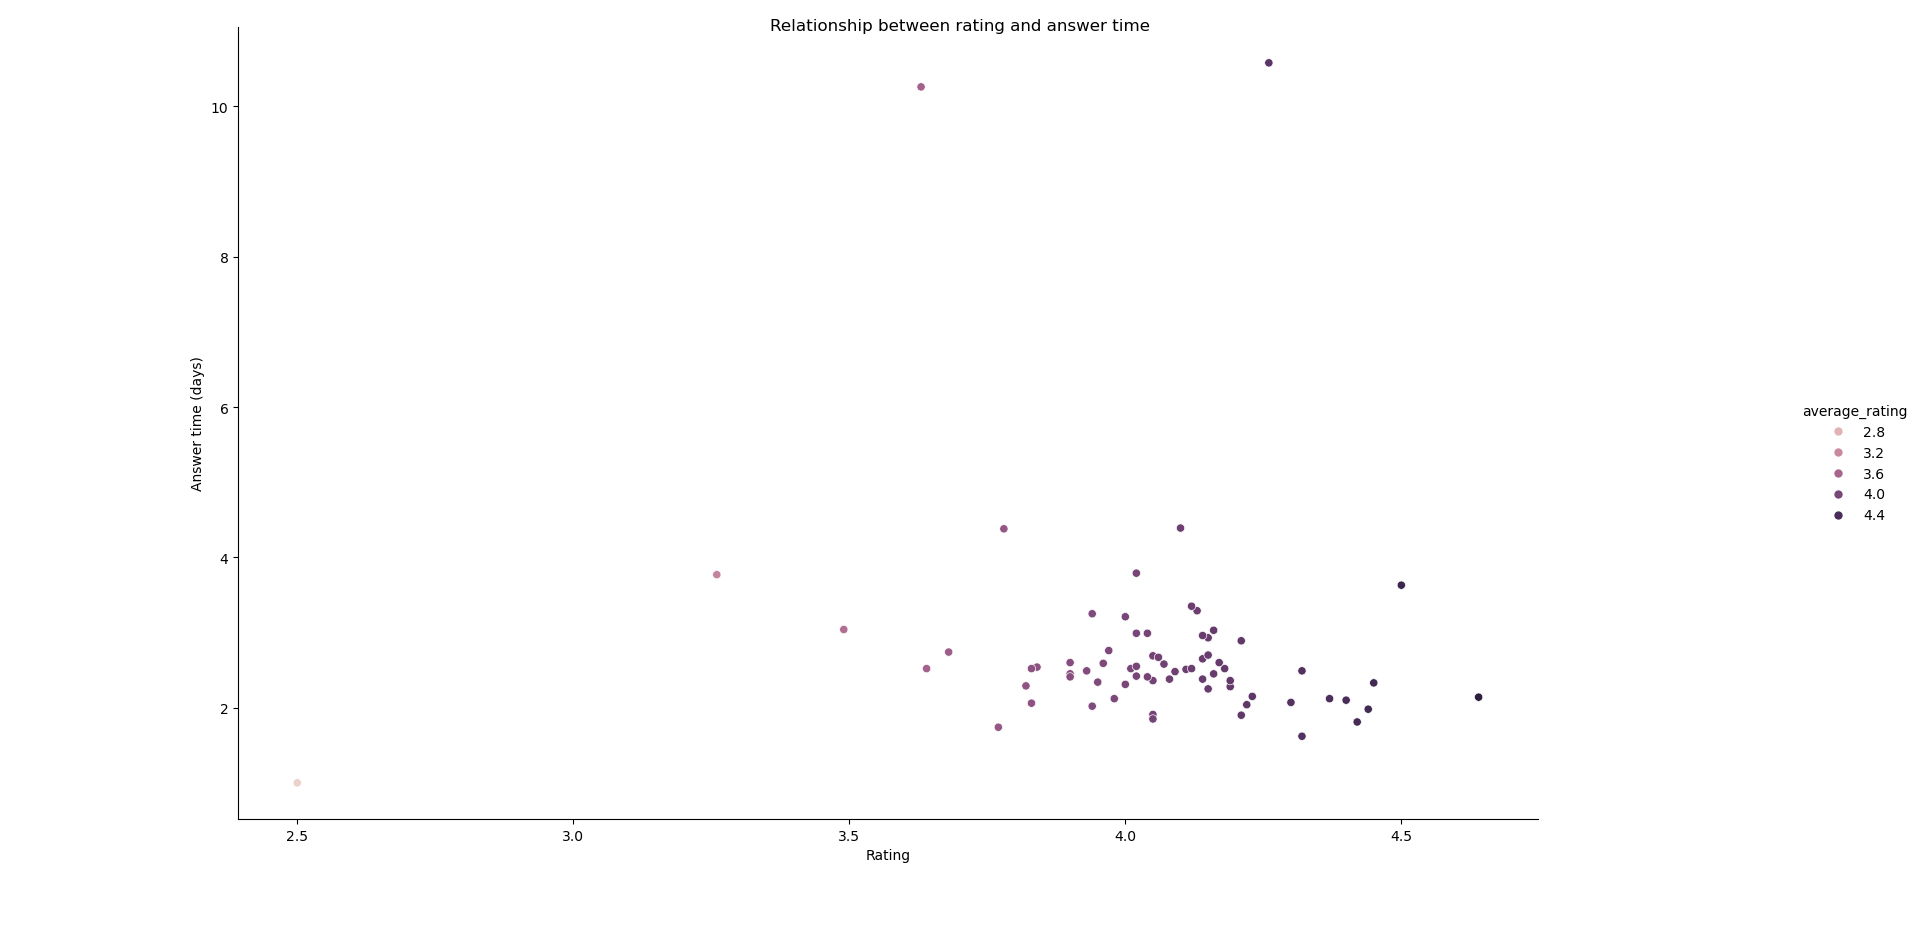 Relationship between rating and answer time
10
8
6
4
2
Answer time (days)
2.5 3.0 3.5 4.0 4.5
Rating
average_rating
2.8
3.2
3.6
4.0
4.4